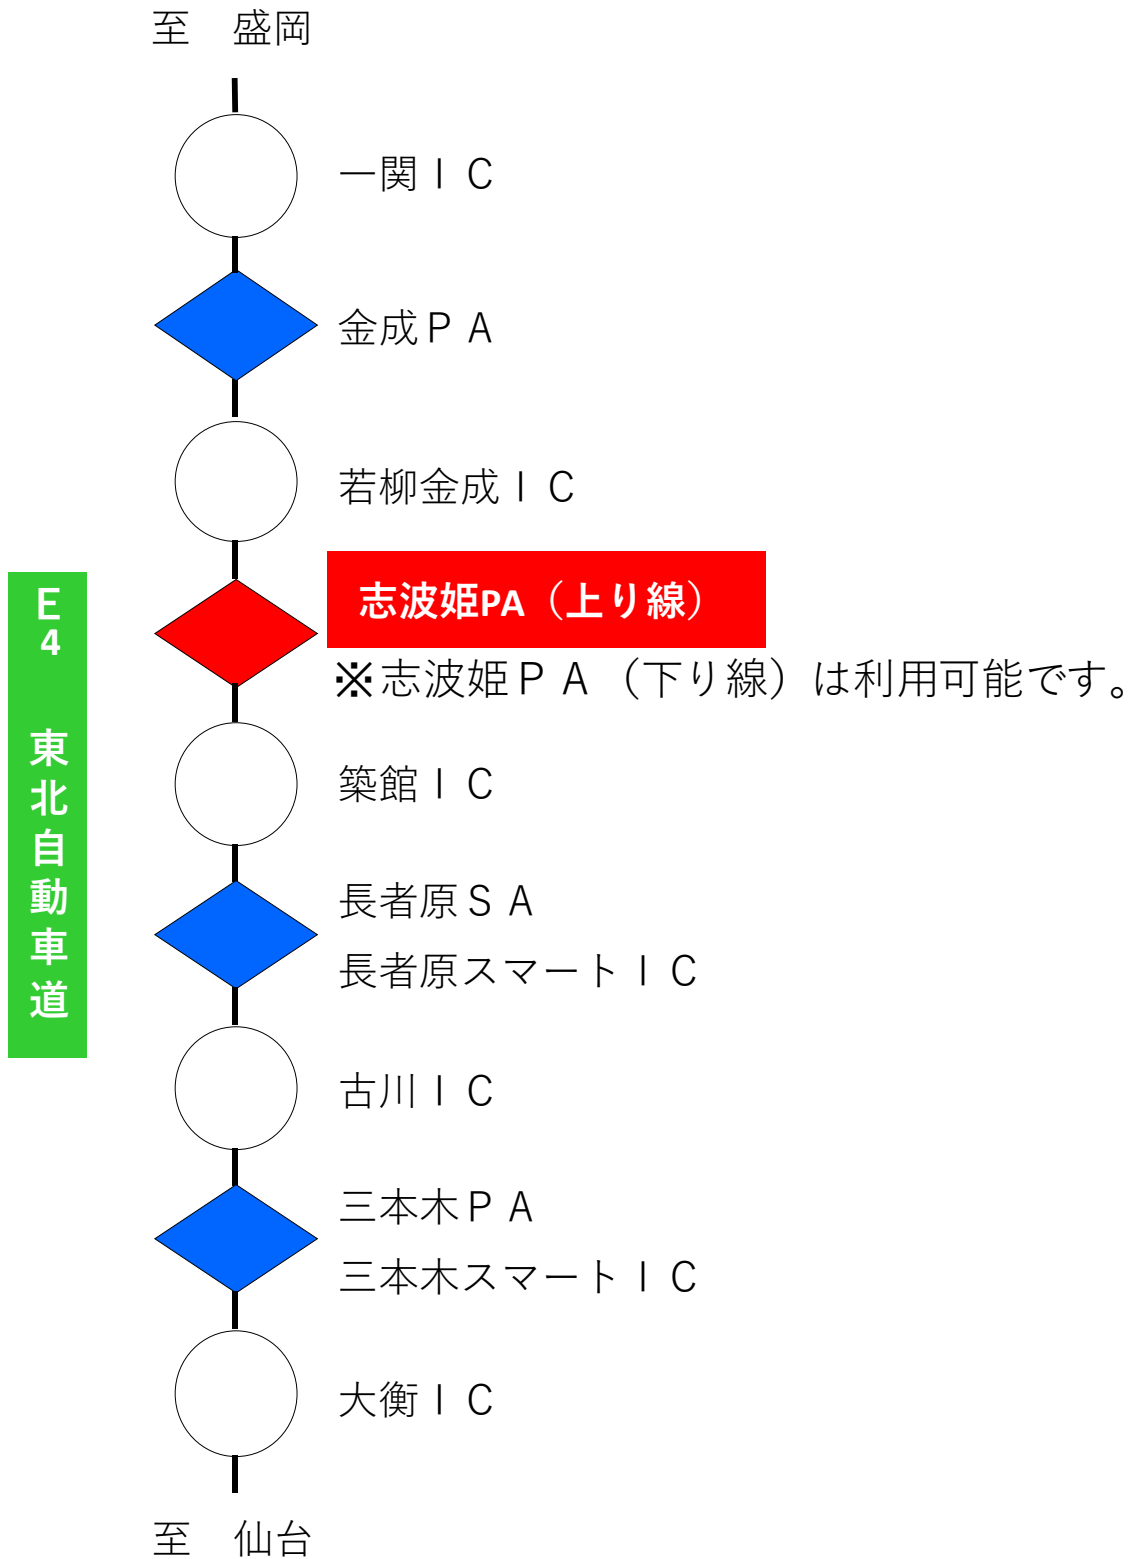 至　盛岡
一関ＩＣ
金成ＰＡ
若柳金成ＩＣ
志波姫PA（上り線）
※志波姫ＰＡ（下り線）は利用可能です。
E4　東北自動車道
築館ＩＣ
長者原ＳＡ
長者原スマートＩＣ
古川ＩＣ
三本木ＰＡ
三本木スマートＩＣ
大衡ＩＣ
至　仙台